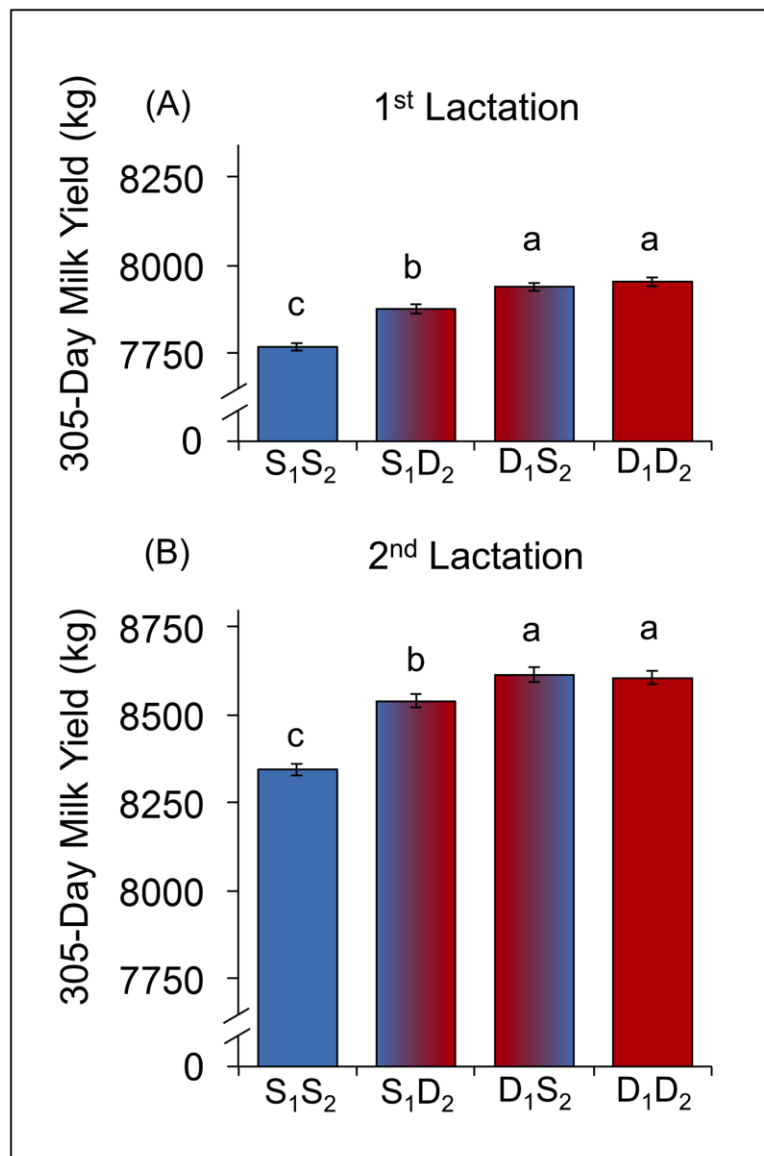 (A) 1st Lactation
305-Day Milk Yield (kg)
8250
8000
7750
0
c b a a
S₁S₂ S₁D₂ D₁S₂ D₁D₂
(B) 2nd Lactation
305-Day Milk Yield (kg)
8750
8500
8250
8000
7750
0
c b a a
S₁S₂ S₁D₂ D₁S₂ D₁D₂